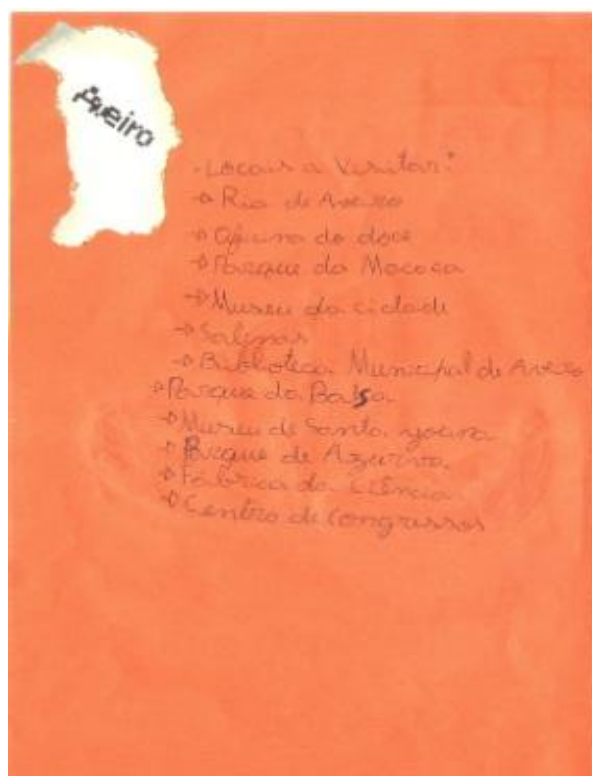 Aveiro
- Locais a Visitar:
→ Ria de Aveiro
→ Oficina do doce
→ Parque da Macaca
→ Museu da cidade
→ Salinas
→ Biblioteca Municipal de Aveiro
→ Parque da Balsa
→ Museu de Santa Joana
→ Parque de Azurva
→ Fábrica da Ciência
→ Centro de Congressos